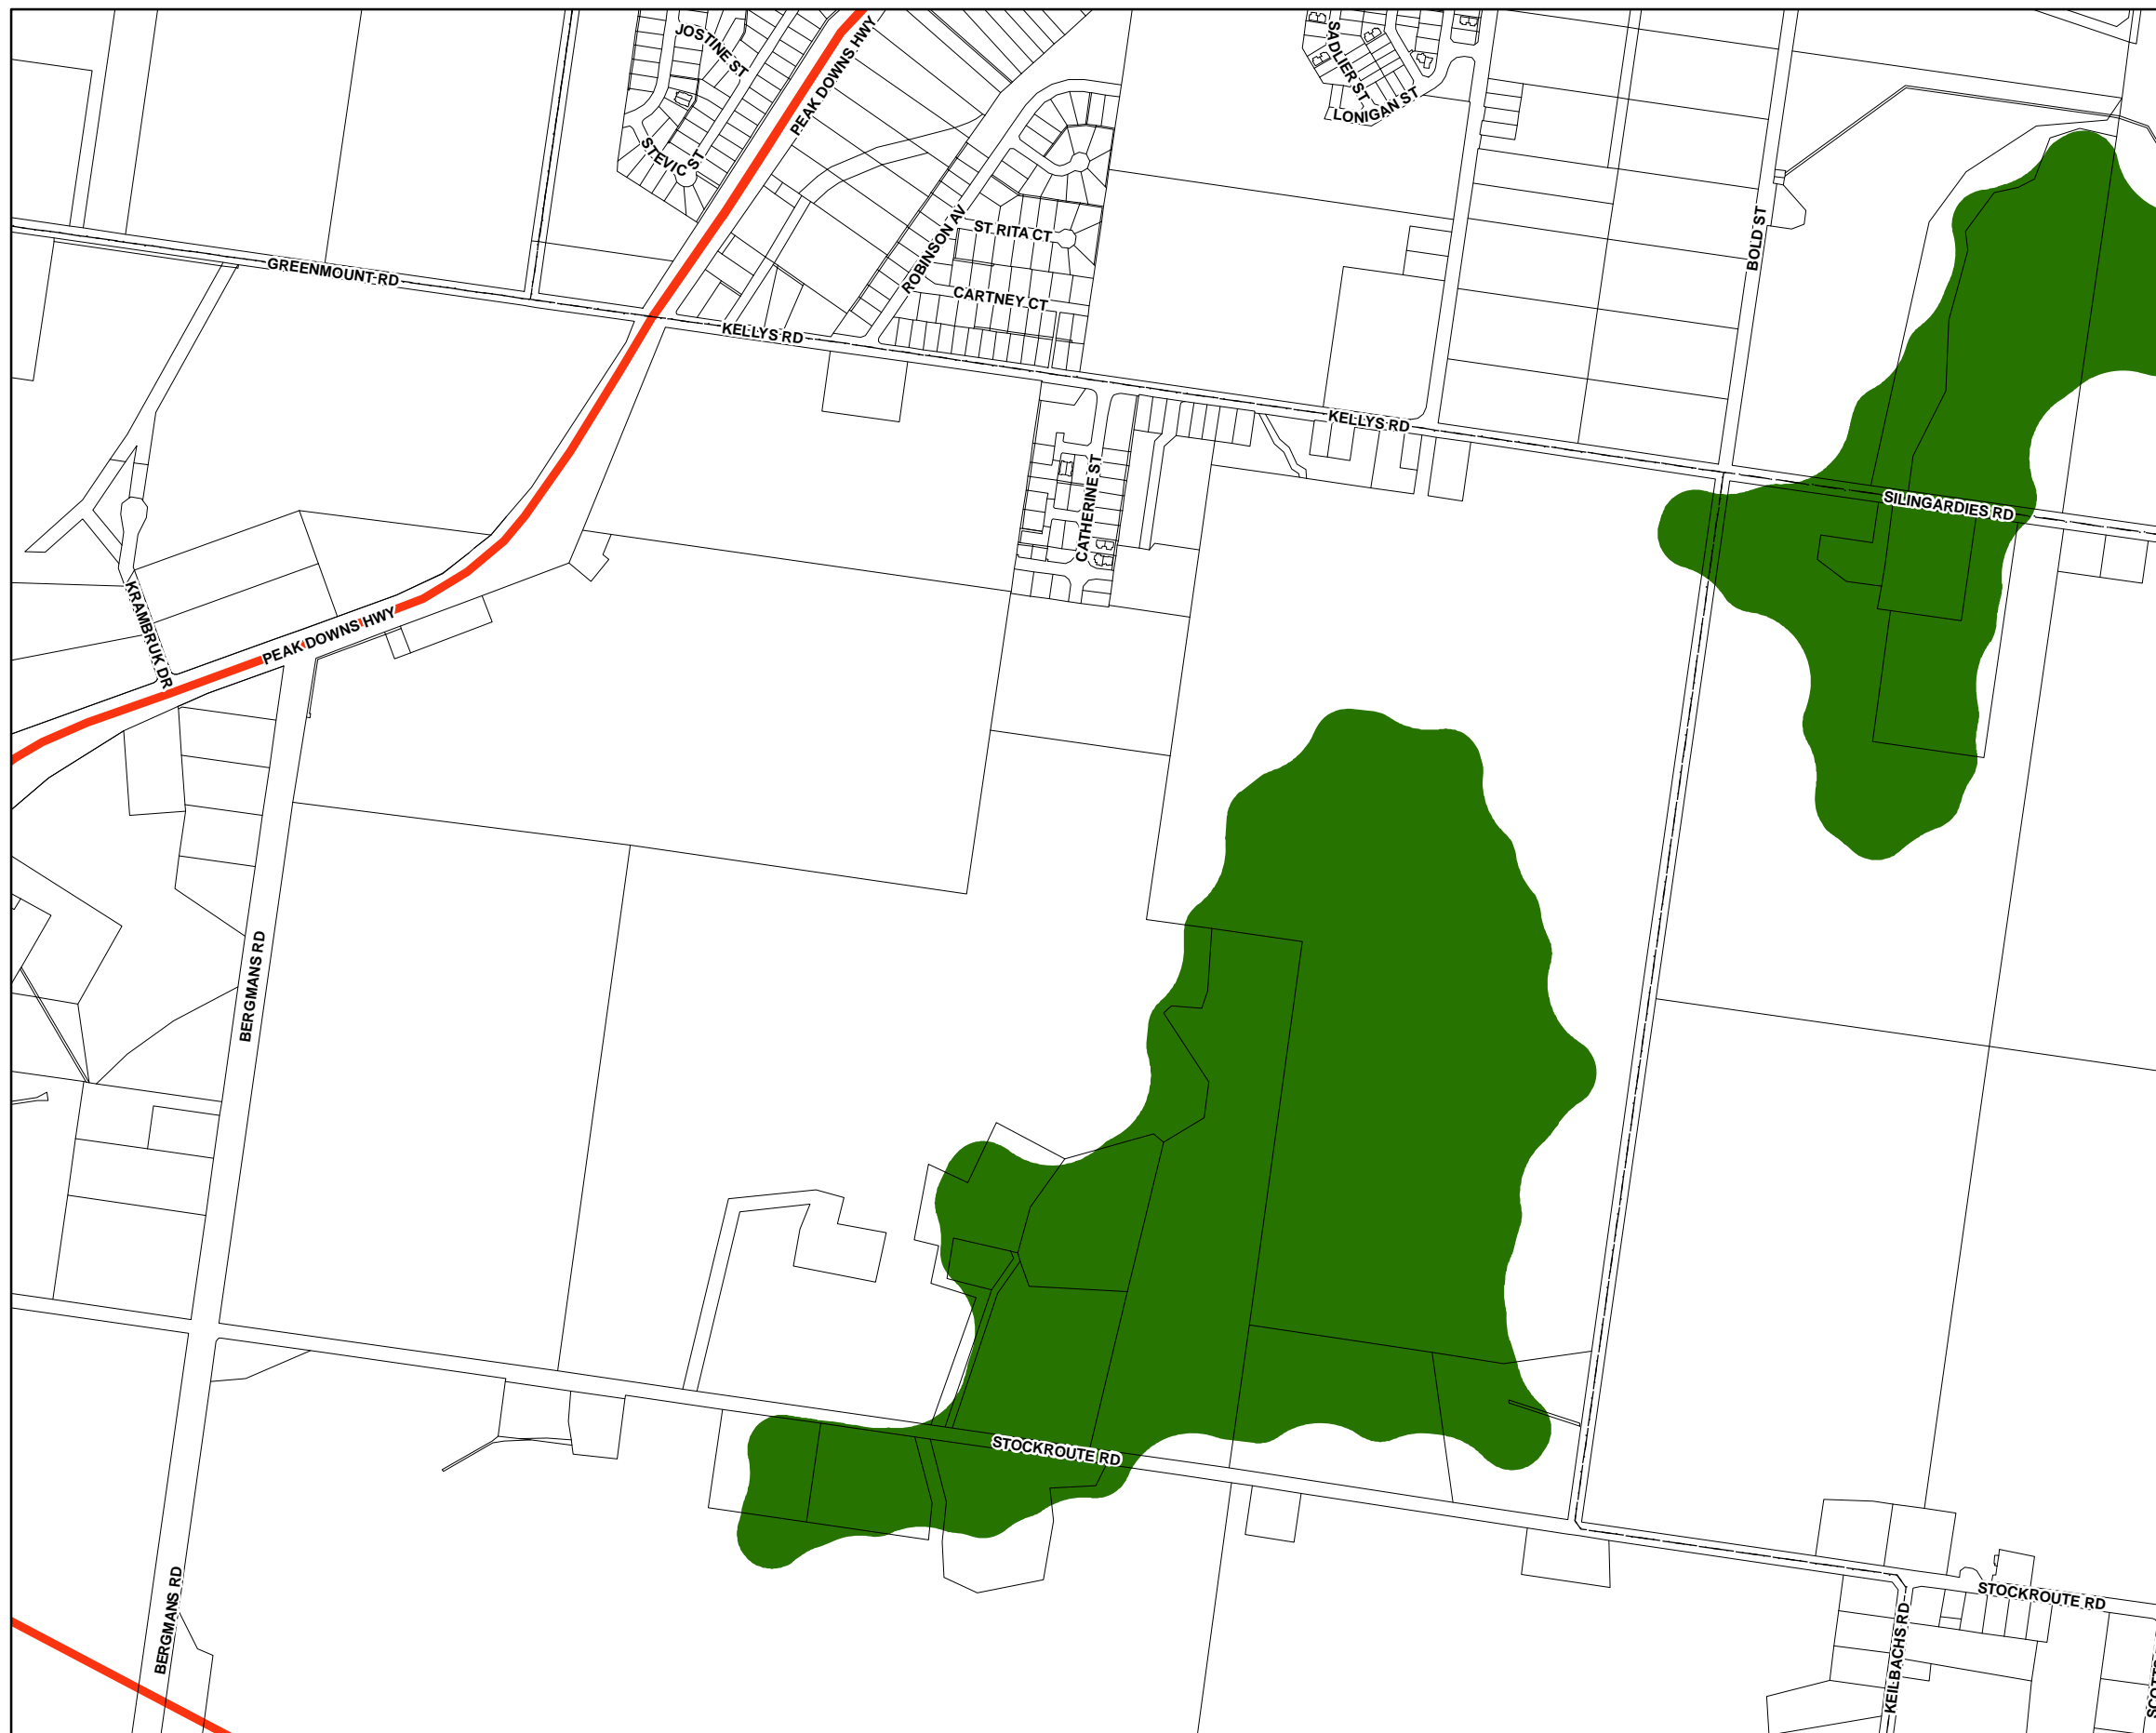 JOSTINE ST
PEAK DOWNS HWY
SADLIER ST
LONIGAN ST
STEVIC ST
ROBINSON AV
ST RITA CT
BOLD ST
GREENMOUNT RD
CARTNEY CT
KELLYS RD
KELLYS RD
CATHERINE ST
SILINGARDIES RD
KRAMBRUK DR
PEAK DOWNS HWY
BERGMANS RD
STOCKROUTE RD
BERGMANS RD
STOCKROUTE RD
KEILBACHS RD